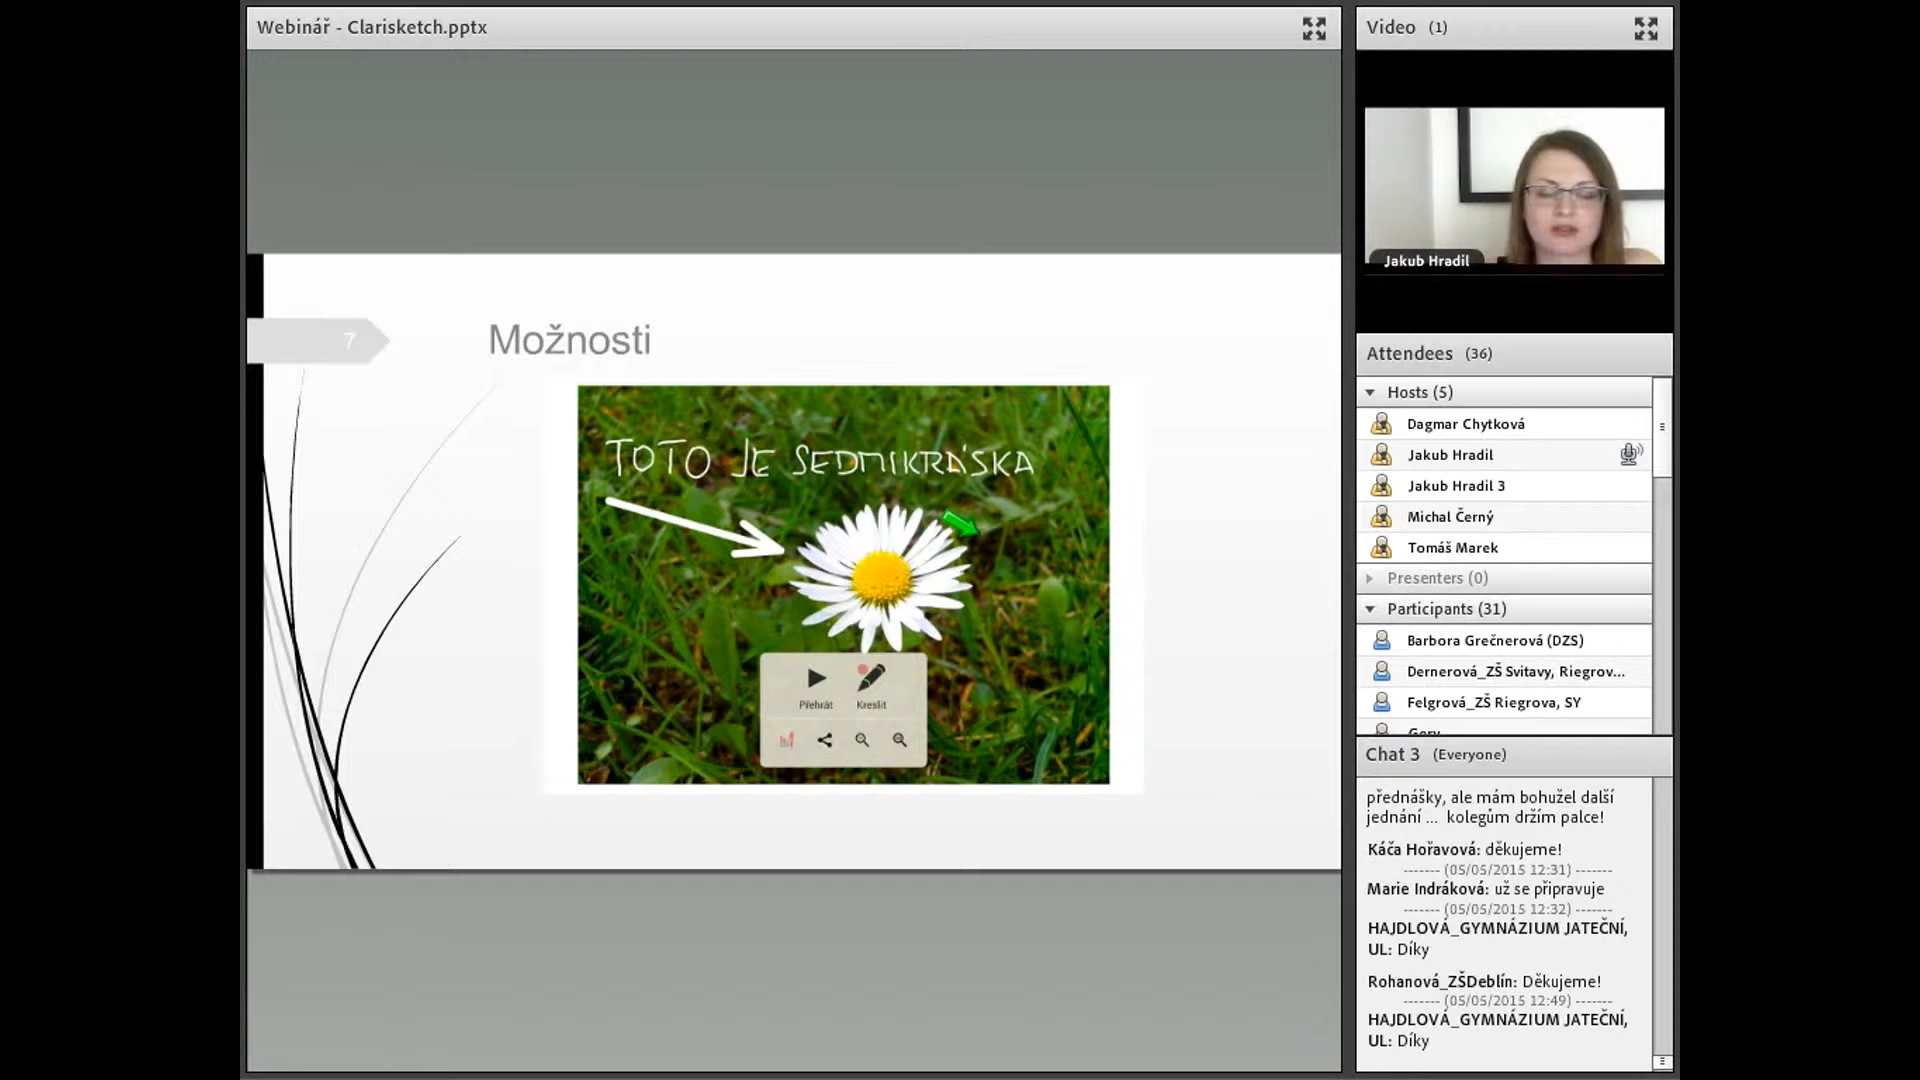 Webinář - Clarisketch.pptx
7
Možnosti
TOTO JE SEDMIKRÁSKA
Přehrát
Kreslit
Video (1)
Jakub Hradil
Attendees (36)
Hosts (5)
Dagmar Chytková
Jakub Hradil
Jakub Hradil 3
Michal Černý
Tomáš Marek
Presenters (0)
Participants (31)
Barbora Grečnerová (DZS)
Dernerová_ZŠ Svitavy, Riegrov...
Felgrová_ZŠ Riegrova, SY
Chat 3 (Everyone)
přednášky, ale mám bohužel další
jednání ... kolegům držím palce!
Káča Hořavová: děkujeme!
------- (05/05/2015 12:31) -------
Marie Indráková: už se připravuje
------- (05/05/2015 12:32) -------
HAJDLOVÁ_GYMNÁZIUM JATEČNÍ,
UL: Díky
Rohanová_ZŠDeblín: Děkujeme!
------- (05/05/2015 12:49) -------
HAJDLOVÁ_GYMNÁZIUM JATEČNÍ,
UL: Díky